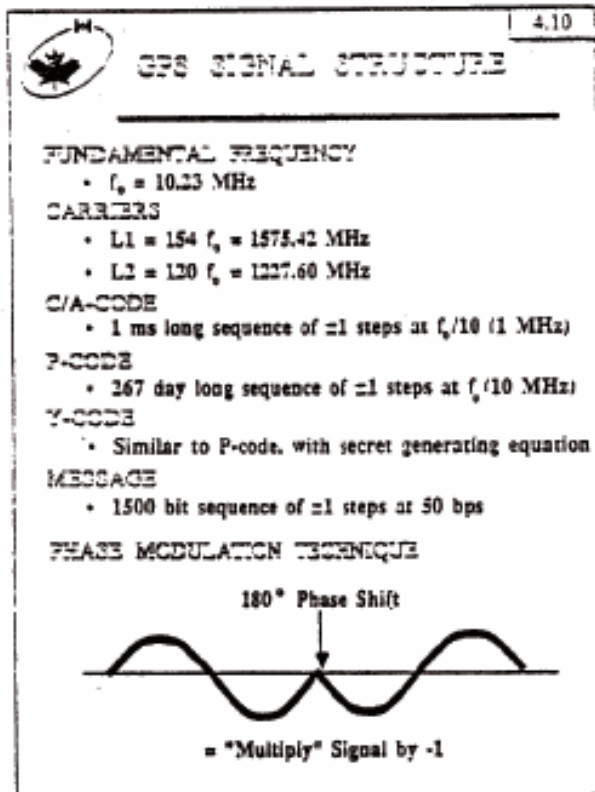 4.10
GPS SIGNAL STRUCTURE
FUNDAMENTAL FREQUENCY
• f₀ = 10.23 MHz
CARRIERS
• L1 = 154 f₀ = 1575.42 MHz
• L2 = 120 f₀ = 1227.60 MHz
C/A-CODE
• 1 ms long sequence of ±1 steps at f₀/10 (1 MHz)
P-CODE
• 267 day long sequence of ±1 steps at f₀ (10 MHz)
Y-CODE
• Similar to P-code, with secret generating equation
MESSAGE
• 1500 bit sequence of ±1 steps at 50 bps
PHASE MODULATION TECHNIQUE
180° Phase Shift
= "Multiply" Signal by -1